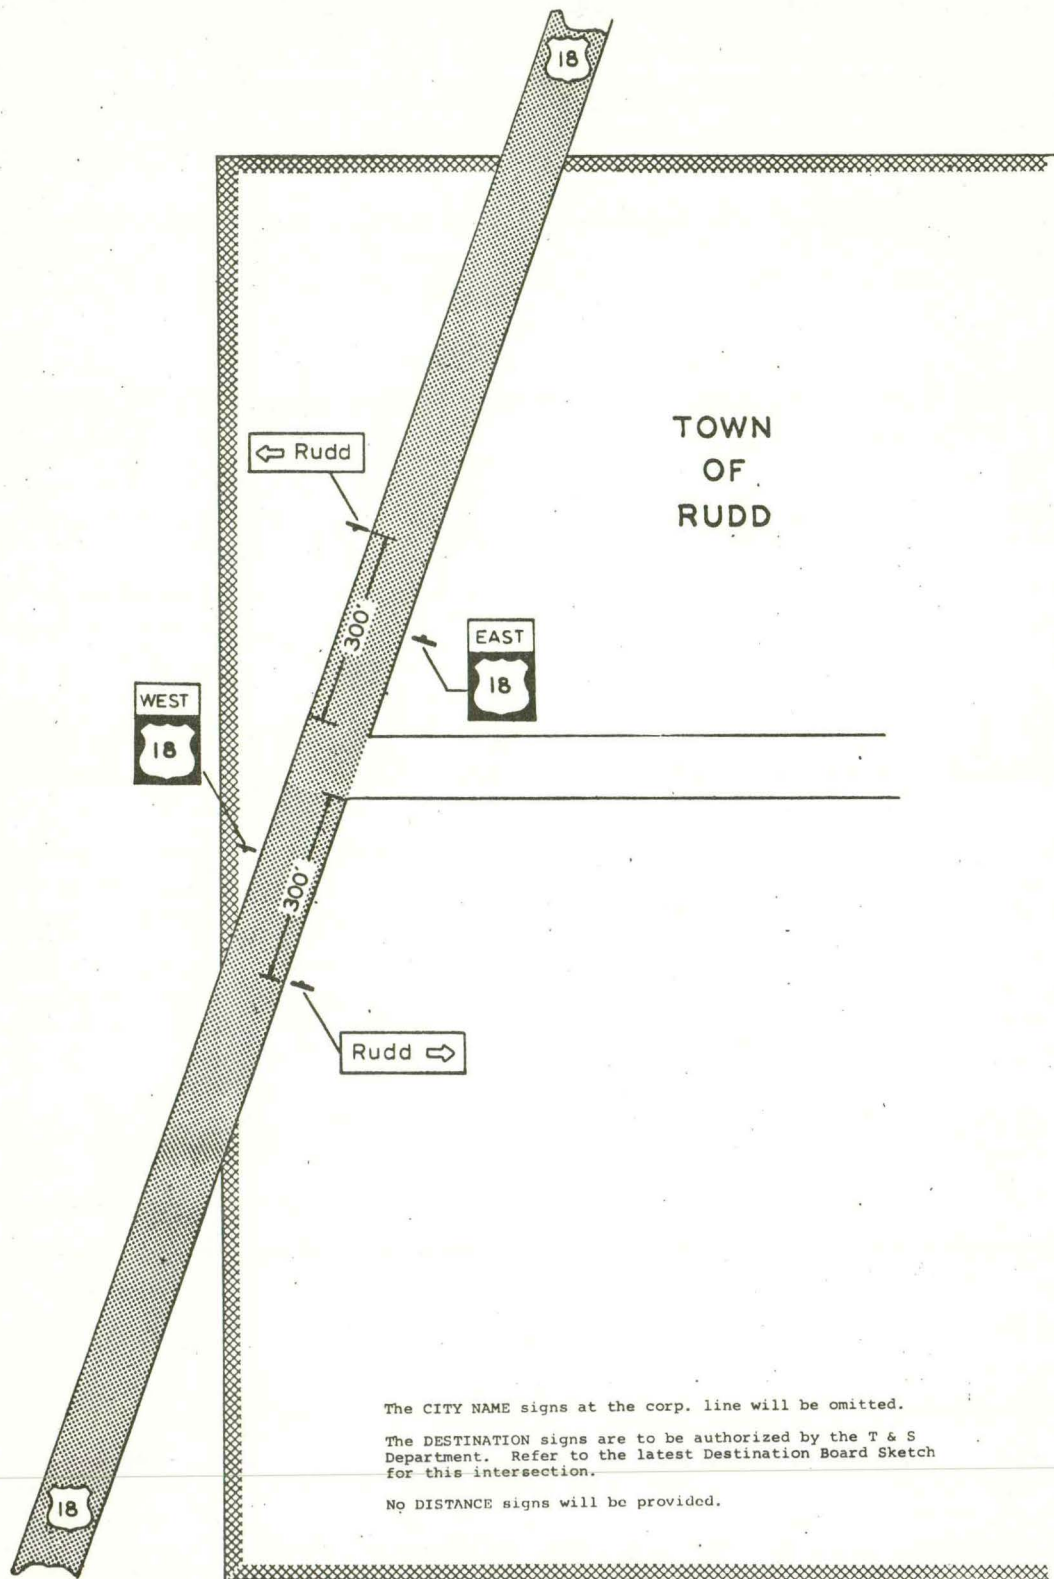 18
TOWN
OF
RUDD
⇦ Rudd
300'
EAST
18
WEST
18
300'
Rudd ⇨
The CITY NAME signs at the corp. line will be omitted.
The DESTINATION signs are to be authorized by the T & S
Department. Refer to the latest Destination Board Sketch
for this intersection.
No DISTANCE signs will be provided.
18